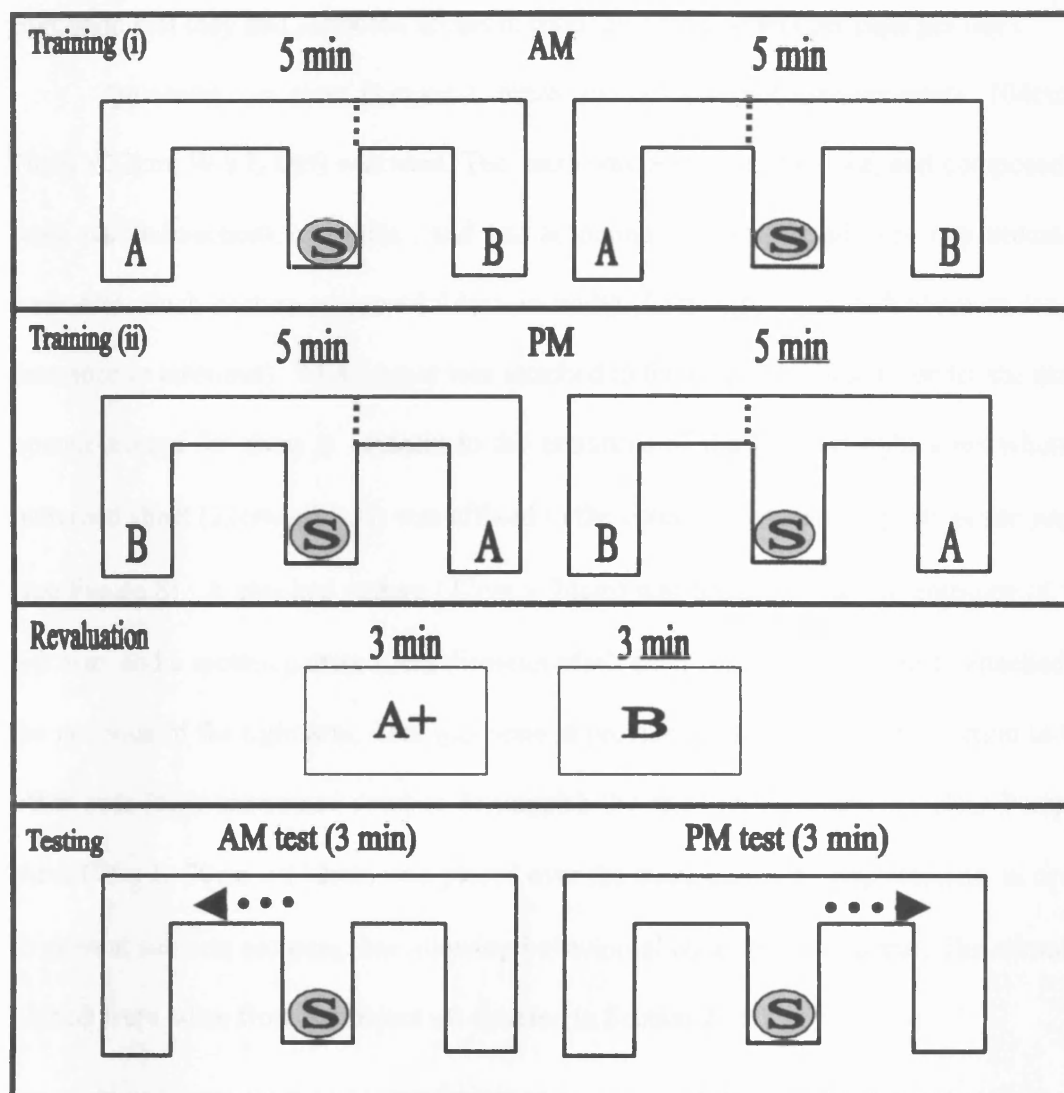 Training (i) 5 min AM 5 min
A S B A S B
Training (ii) 5 min PM 5 min
B S A B S A
Revaluation 3 min 3 min
A+ B
Testing AM test (3 min) PM test (3 min)
S S